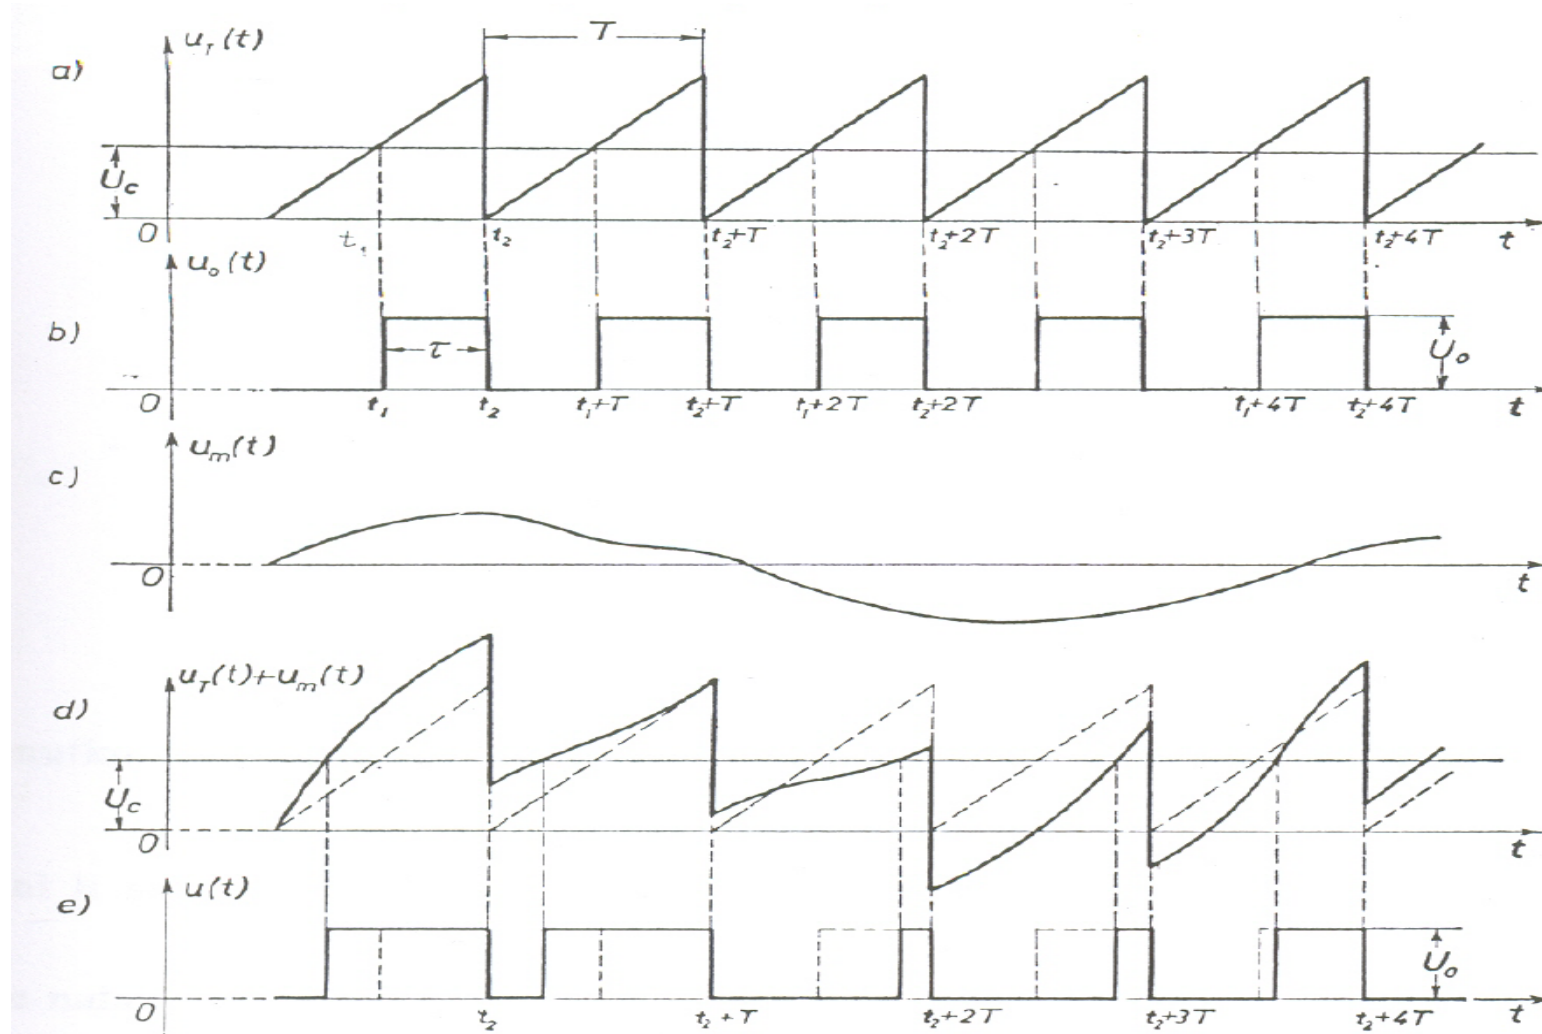 a)
u_T(t)
T
U_c
0
t_1
t_2
t_2+T
t_2+2T
t_2+3T
t_2+4T
t
b)
u_o(t)
τ
U_o
0
t_1
t_2
t_1+T
t_2+T
t_1+2T
t_2+2T
t_1+4T
t_2+4T
t
c)
u_m(t)
0
t
d)
u_T(t)+u_m(t)
U_c
0
t
e)
u(t)
U_o
0
t_2
t_2+T
t_2+2T
t_2+3T
t_2+4T
t